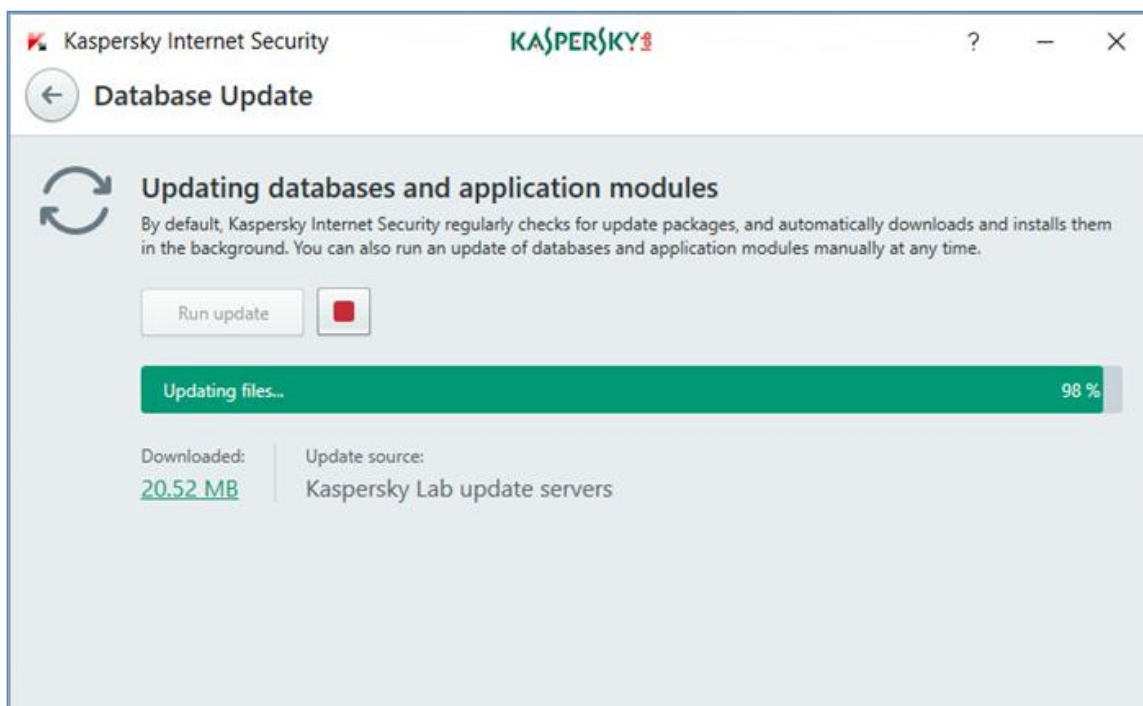 Kaspersky Internet Security
KASPERSKY lab
?
Database Update
Updating databases and application modules
By default, Kaspersky Internet Security regularly checks for update packages, and automatically downloads and installs them
in the background. You can also run an update of databases and application modules manually at any time.
Run update
Updating files... 98 %
Downloaded: Update source:
20.52 MB Kaspersky Lab update servers